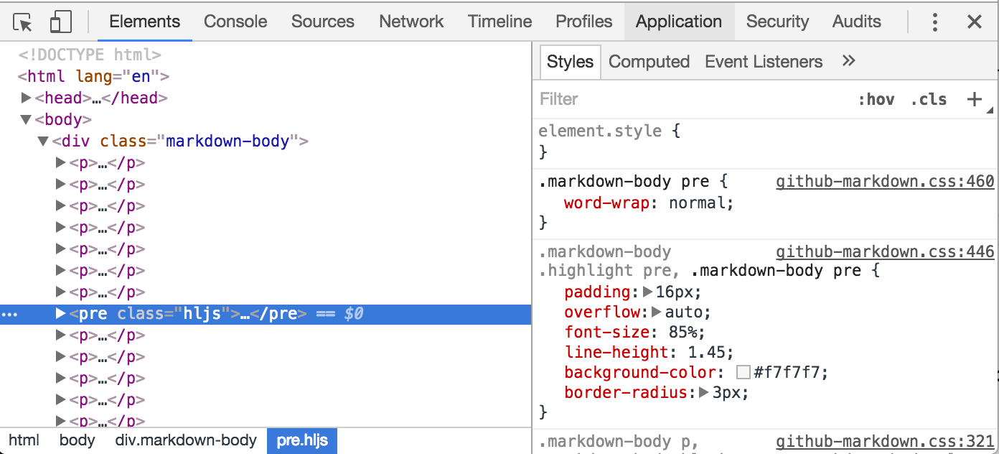 Elements Console Sources Network Timeline Profiles Application Security Audits
<!DOCTYPE html>
<html lang="en">
▶<head>…</head>
▼<body>
▼<div class="markdown-body">
▶<p>…</p>
▶<p>…</p>
▶<p>…</p>
▶<p>…</p>
▶<p>…</p>
▶<p>…</p>
▶<p>…</p>
▶<pre class="hljs">…</pre> == $0
▶<p>…</p>
▶<p>…</p>
▶<p>…</p>
▶<p>…</p>
▶<p>…</p>
html body div.markdown-body pre.hljs
Styles Computed Event Listeners »
Filter :hov .cls +
element.style {
}
.markdown-body pre { github-markdown.css:460
word-wrap: normal;
}
.markdown-body github-markdown.css:446
.highlight pre, .markdown-body pre {
padding:▶16px;
overflow:▶auto;
font-size: 85%;
line-height: 1.45;
background-color: #f7f7f7;
border-radius:▶3px;
}
.markdown-body p, github-markdown.css:321